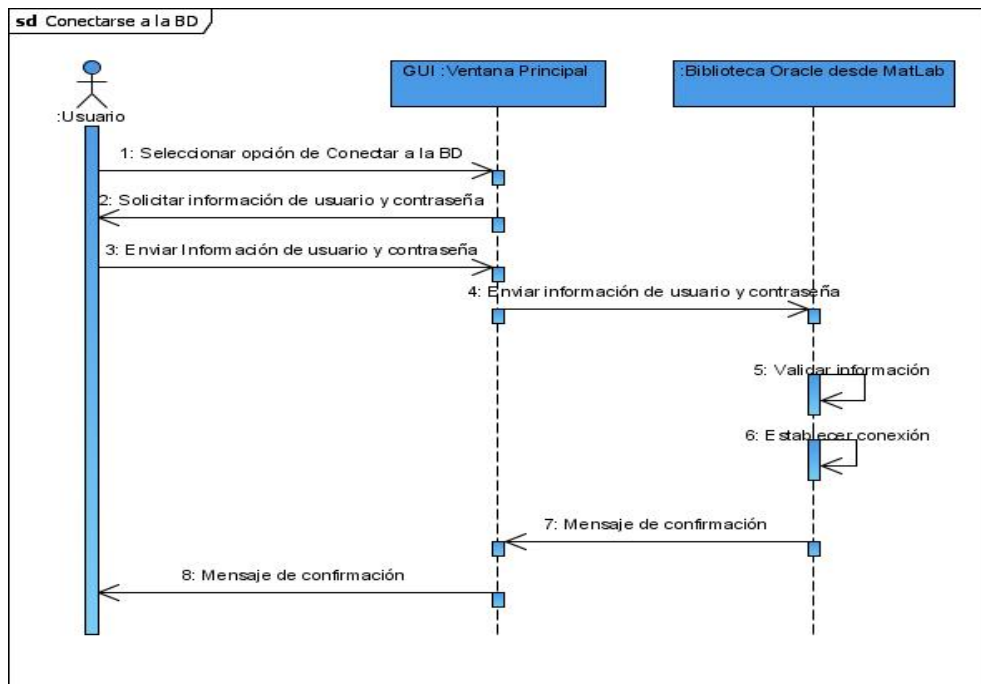 sd Conectarse a la BD
:Usuario
GUI :Ventana Principal
:Biblioteca Oracle desde MatLab
1: Seleccionar opción de Conectar a la BD
2: Solicitar información de usuario y contraseña
3: Enviar Información de usuario y contraseña
4: Enviar información de usuario y contraseña
5: Validar información
6: Establecer conexión
7: Mensaje de confirmación
8: Mensaje de confirmación